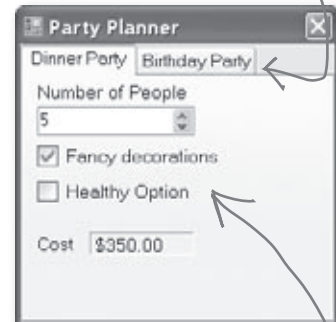 Party Planner
Dinner Party Birthday Party
Number of People
5
Fancy decorations
Healthy Option
Cost $350.00